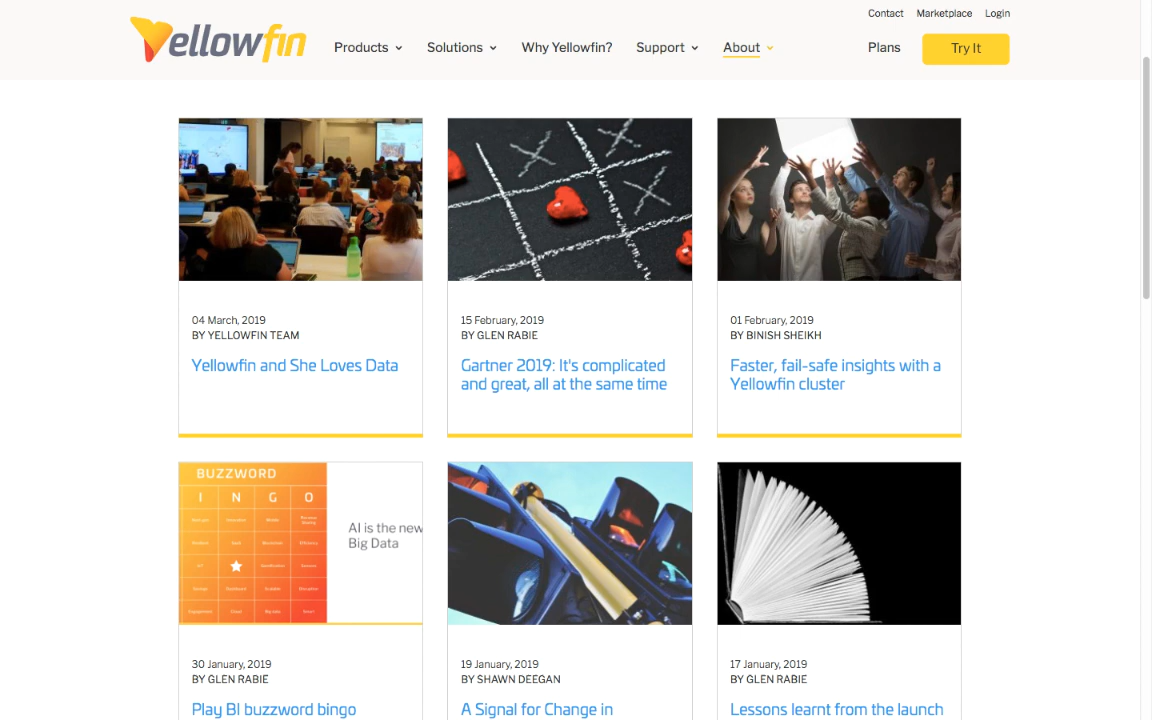 Contact Marketplace Login
Yellowfin
Products Solutions Why Yellowfin? Support About Plans Try It
04 March, 2019
BY YELLOWFIN TEAM
Yellowfin and She Loves Data
15 February, 2019
BY GLEN RABIE
Gartner 2019: It's complicated
and great, all at the same time
01 February, 2019
BY BINISH SHEIKH
Faster, fail-safe insights with a
Yellowfin cluster
BUZZWORD
I N G O
AI is the new
Big Data
30 January, 2019
BY GLEN RABIE
Play BI buzzword bingo
19 January, 2019
BY SHAWN DEEGAN
A Signal for Change in
17 January, 2019
BY GLEN RABIE
Lessons learnt from the launch